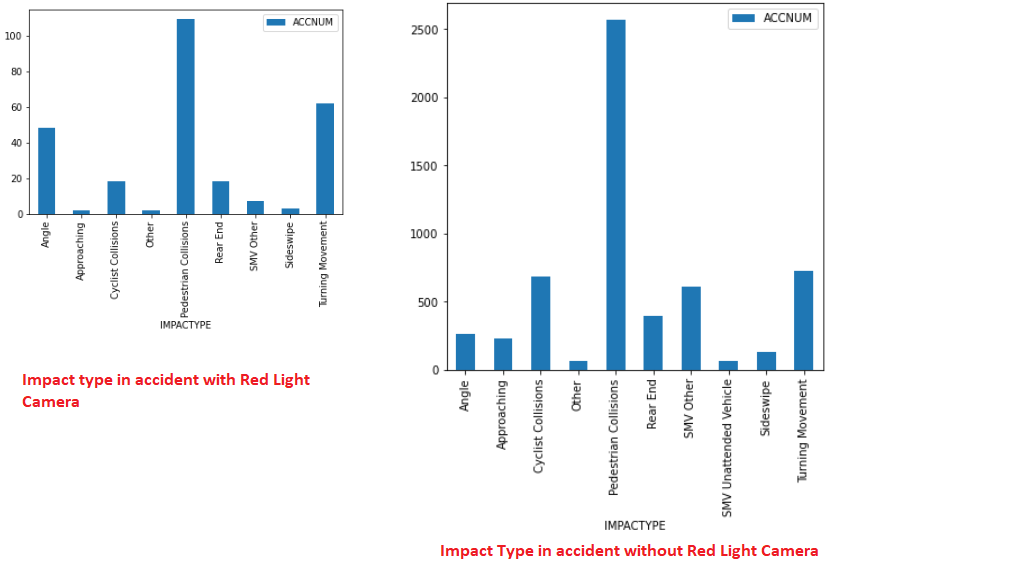 ACCNUM
100
80
60
40
20
0
Angle
Approaching
Cyclist Collisions
Other
Pedestrian Collisions
Rear End
SMV Other
Sideswipe
Turning Movement
IMPACTYPE
Impact type in accident with Red Light
Camera
ACCNUM
2500
2000
1500
1000
500
0
Angle
Approaching
Cyclist Collisions
Other
Pedestrian Collisions
Rear End
SMV Other
SMV Unattended Vehicle
Sideswipe
Turning Movement
IMPACTYPE
Impact Type in accident without Red Light Camera